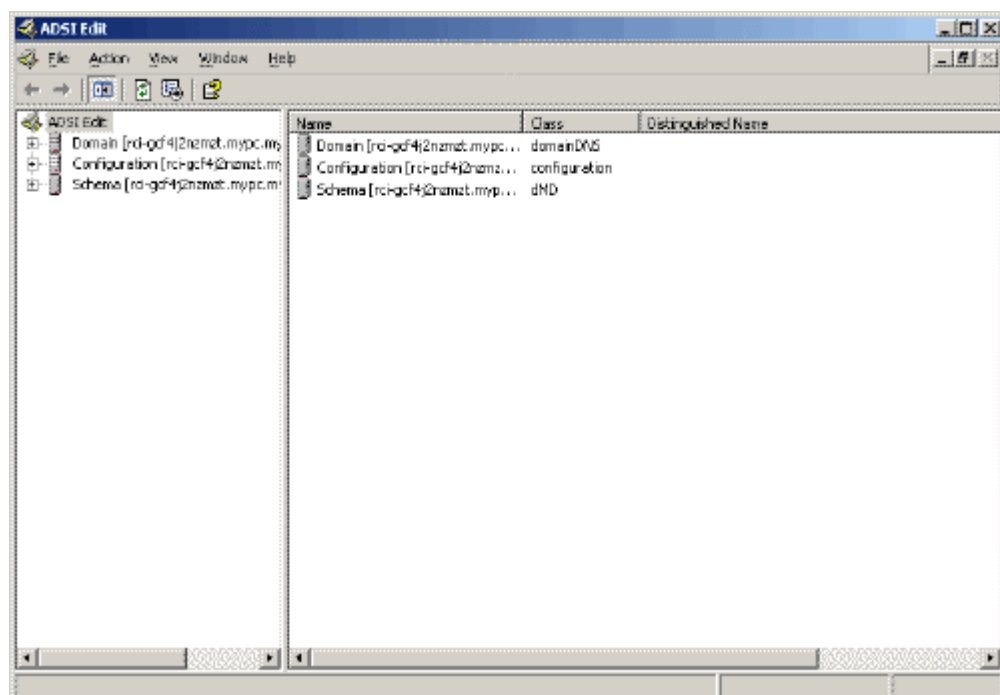 ADSI Edit
File Action View Window Help
ADSI Edit
Domain [rci-gcf4j2nzmzt.mypc.my
Configuration [rci-gcf4j2nzmzt.m
Schema [rci-gcf4j2nzmzt.mypc.m
Name Class Distinguished Name
Domain [rci-gcf4j2nzmzt.mypc... domainDNS
Configuration [rci-gcf4j2nzmz... configuration
Schema [rci-gcf4j2nzmzt.myp... dMD